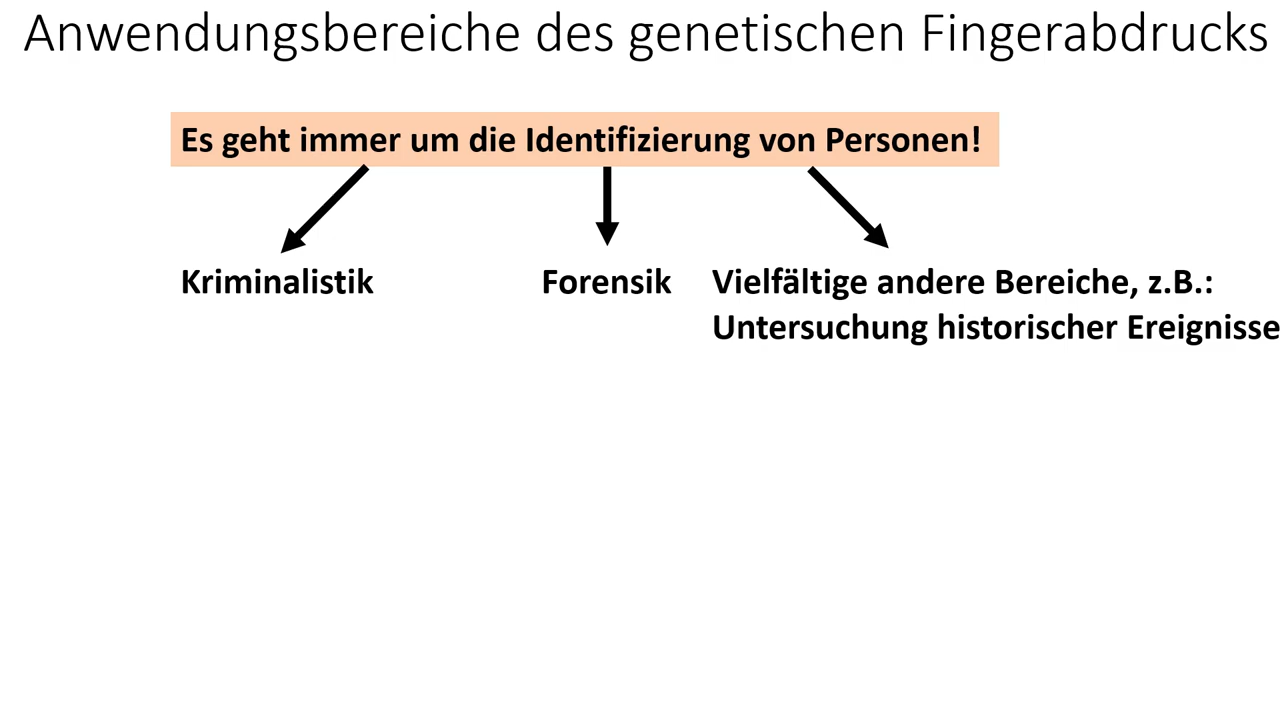 Anwendungsbereiche des genetischen Fingerabdrucks
Es geht immer um die Identifizierung von Personen!
Kriminalistik
Forensik
Vielfältige andere Bereiche, z.B.:
Untersuchung historischer Ereignisse